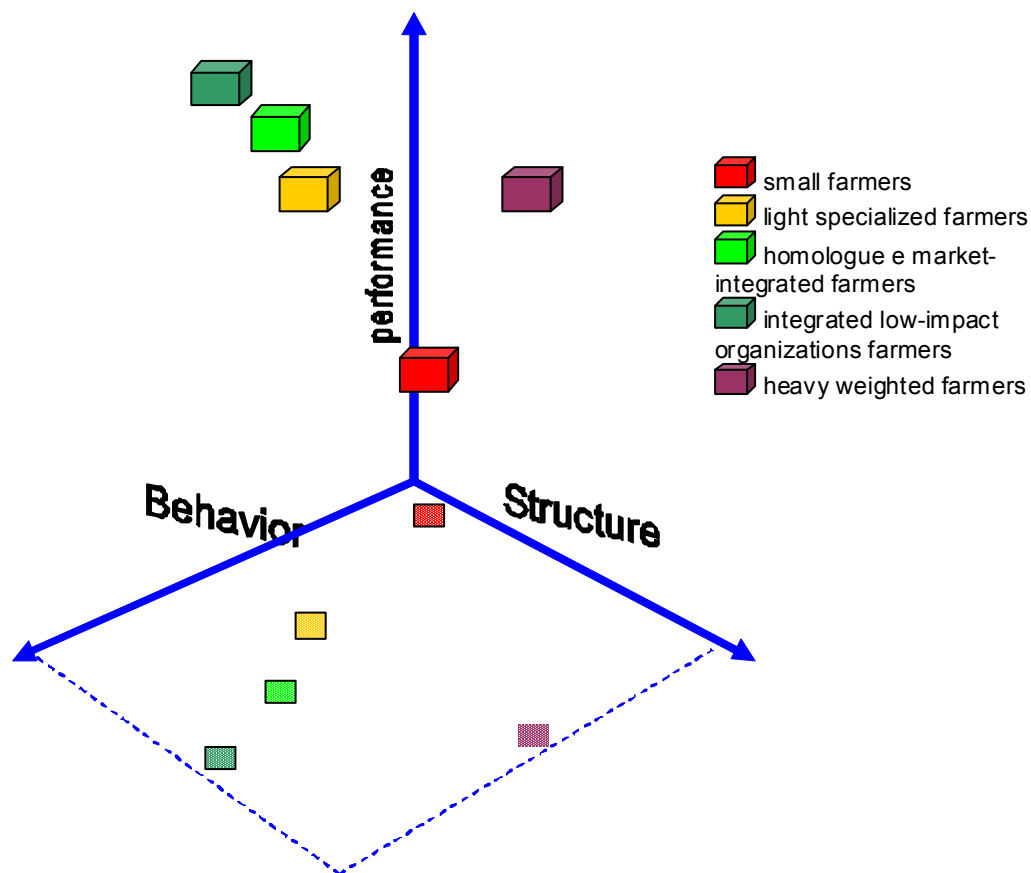 performance
small farmers
light specialized farmers
homologue e market-
integrated farmers
integrated low-impact
organizations farmers
heavy weighted farmers
Behavior
Structure